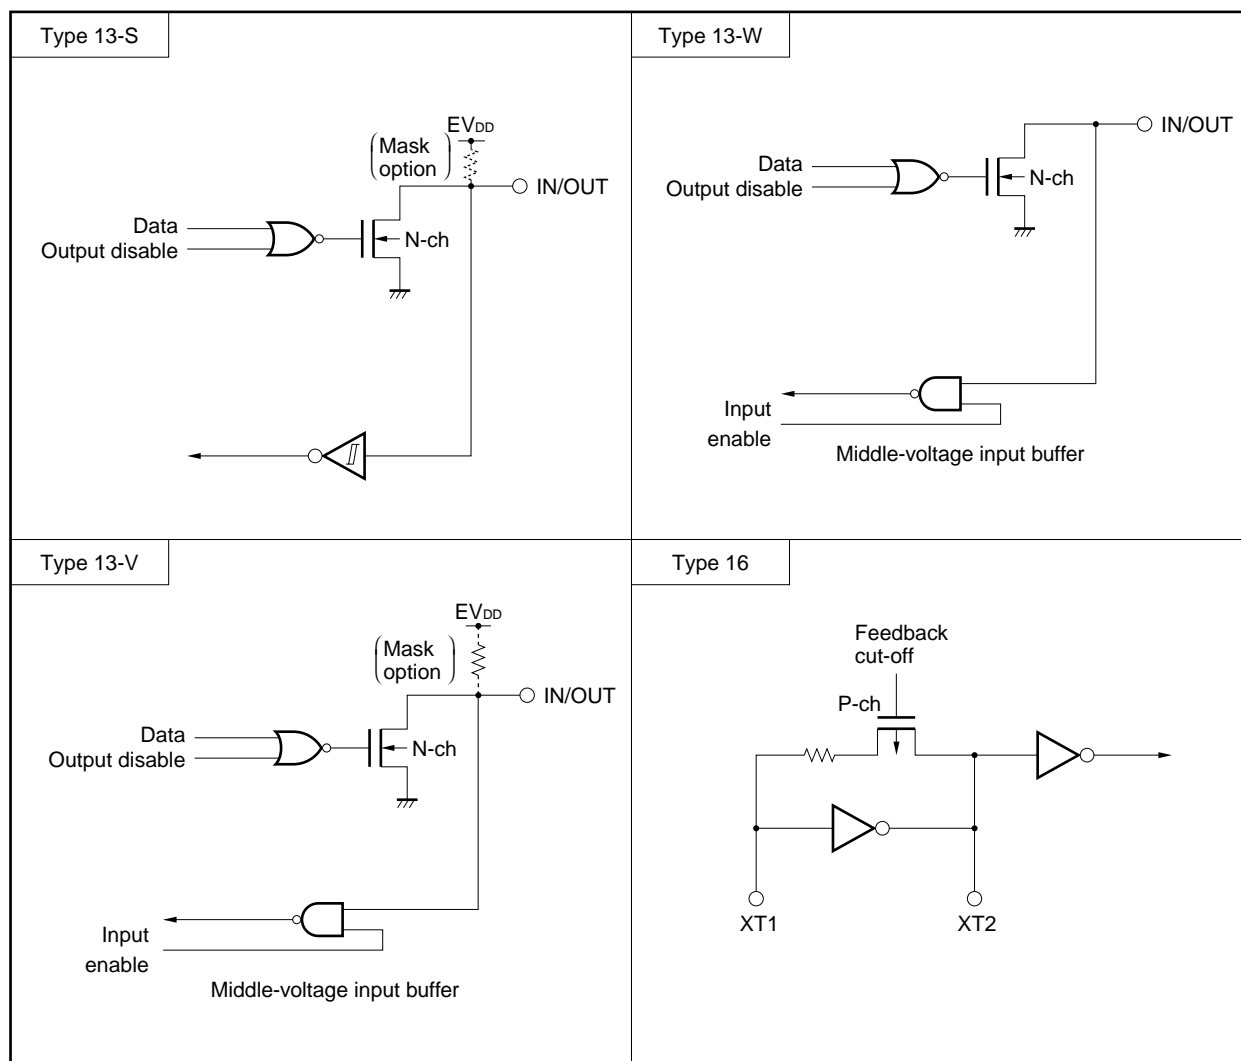 Type 13-S
EVDD
(Mask
option)
IN/OUT
Data
Output disable
N-ch
Type 13-W
IN/OUT
Data
Output disable
N-ch
Input
enable
Middle-voltage input buffer
Type 13-V
EVDD
(Mask
option)
IN/OUT
Data
Output disable
N-ch
Input
enable
Middle-voltage input buffer
Type 16
Feedback
cut-off
P-ch
XT1
XT2